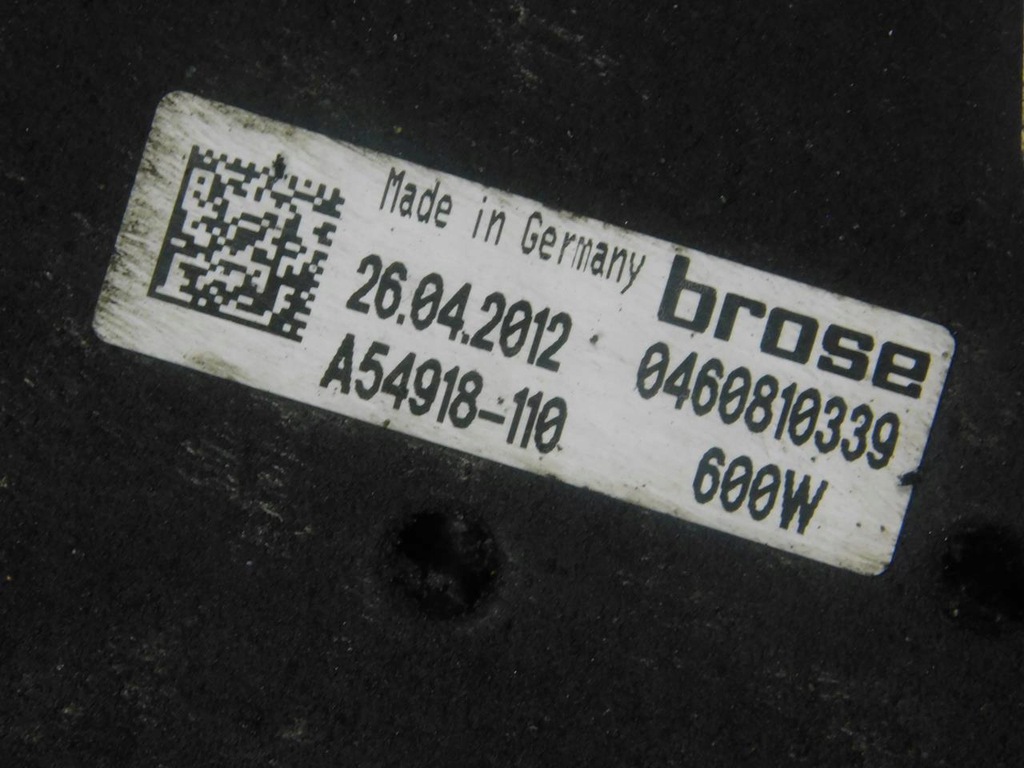 Made in Germany
brose
26.04.2012
0460810339
A54918-110
600W